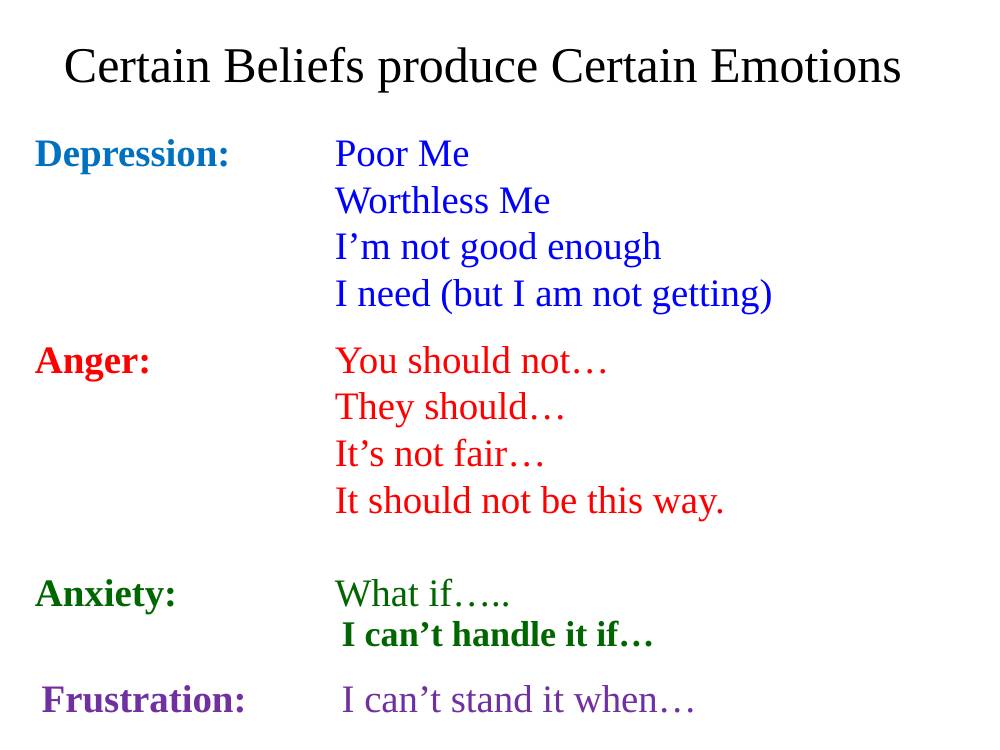 Certain Beliefs produce Certain Emotions
Depression: Poor Me
Worthless Me
I’m not good enough
I need (but I am not getting)
Anger: You should not…
They should…
It’s not fair…
It should not be this way.
Anxiety: What if…..
I can’t handle it if…
Frustration: I can’t stand it when…